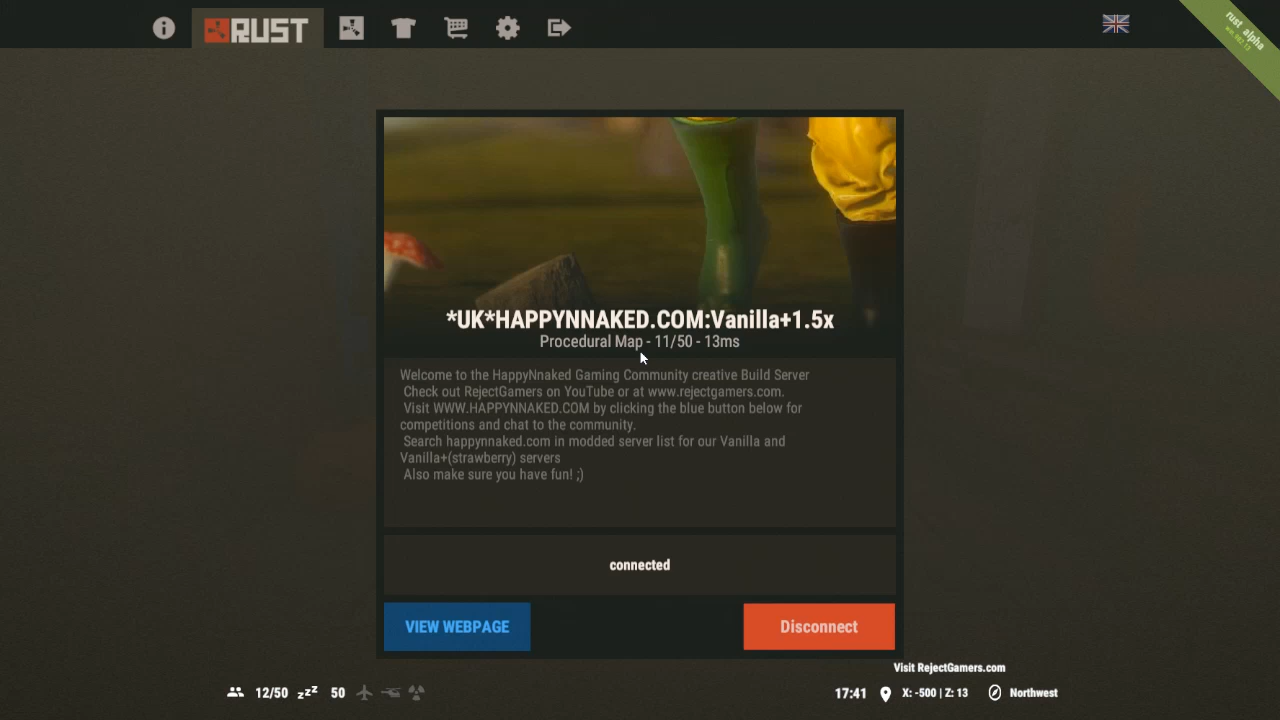 RUST
rust alpha
*UK*HAPPYNNAKED.COM:Vanilla+1.5x
Procedural Map - 11/50 - 13ms
Welcome to the HappyNnaked Gaming Community creative Build Server
Check out RejectGamers on YouTube or at www.rejectgamers.com.
Visit WWW.HAPPYNNAKED.COM by clicking the blue button below for
competitions and chat to the community.
Search happynnaked.com in modded server list for our Vanilla and
Vanilla+(strawberry) servers
Also make sure you have fun! ;)
connected
VIEW WEBPAGE
Disconnect
Visit RejectGamers.com
12/50 zzZ 50
17:41 X: -500 | Z: 13 Northwest